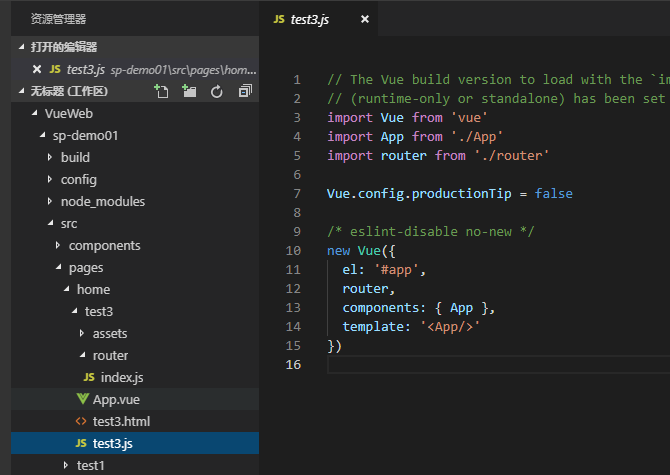 资源管理器
打开的编辑器
JS test3.js sp-demo01\src\pages\home...
无标题 (工作区)
VueWeb
sp-demo01
build
config
node_modules
src
components
pages
home
test3
assets
router
JS index.js
App.vue
<> test3.html
JS test3.js
test1
JS test3.js ×
1 // The Vue build version to load with the `im
2 // (runtime-only or standalone) has been set
3 import Vue from 'vue'
4 import App from './App'
5 import router from './router'
6
7 Vue.config.productionTip = false
8
9 /* eslint-disable no-new */
10 new Vue({
11 el: '#app',
12 router,
13 components: { App },
14 template: '<App/>'
15 })
16